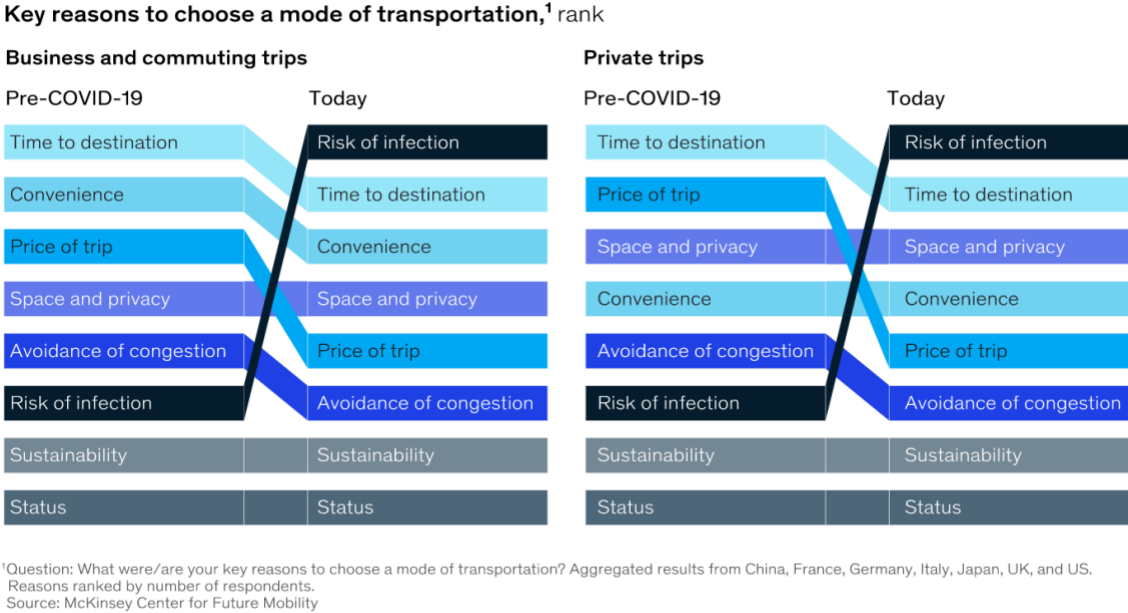 Key reasons to choose a mode of transportation,¹ rank
Business and commuting trips
Pre-COVID-19 Today
Time to destination Risk of infection
Convenience Time to destination
Price of trip Convenience
Space and privacy Space and privacy
Avoidance of congestion Price of trip
Risk of infection Avoidance of congestion
Sustainability Sustainability
Status Status
Private trips
Pre-COVID-19 Today
Time to destination Risk of infection
Price of trip Time to destination
Space and privacy Space and privacy
Convenience Convenience
Avoidance of congestion Price of trip
Risk of infection Avoidance of congestion
Sustainability Sustainability
Status Status
¹Question: What were/are your key reasons to choose a mode of transportation? Aggregated results from China, France, Germany, Italy, Japan, UK, and US.
Reasons ranked by number of respondents.
Source: McKinsey Center for Future Mobility